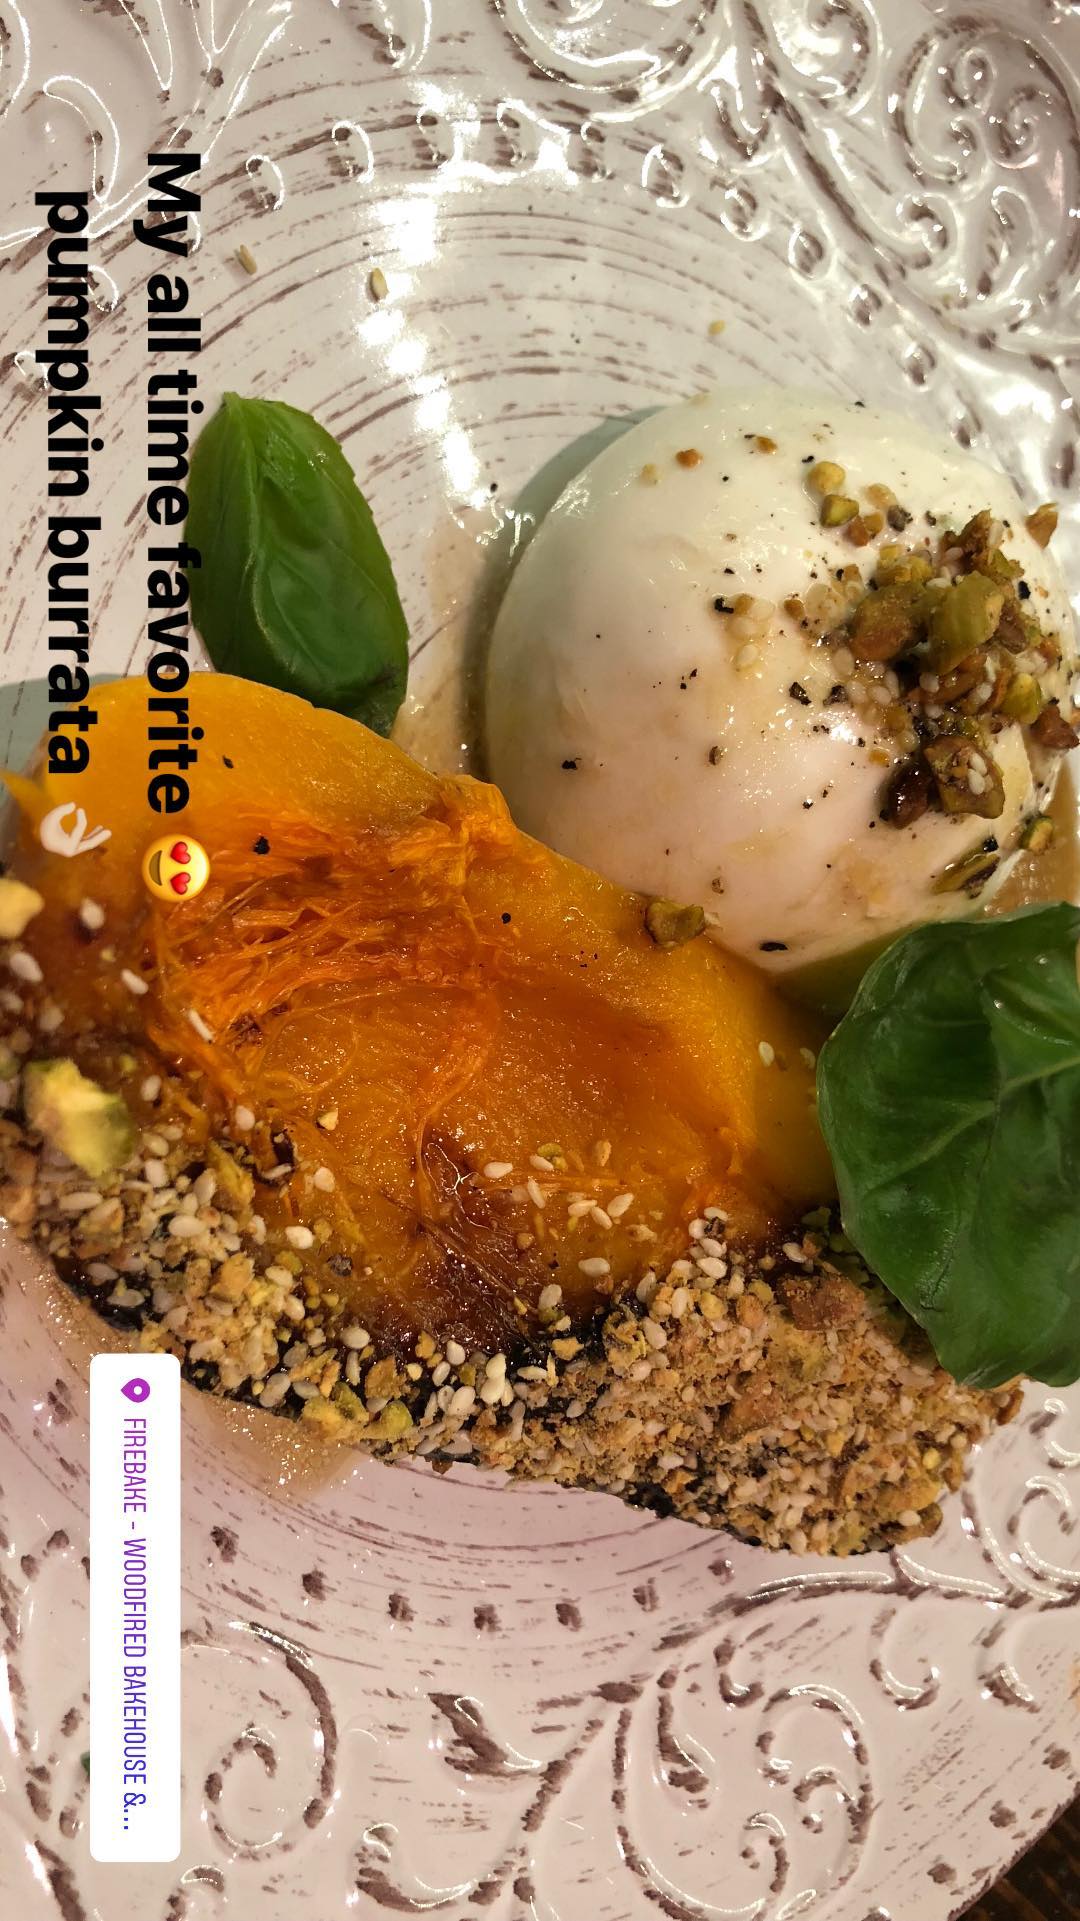 My all time favorite 😍
pumpkin burrata 👌🏻
FIREBAKE - WOODFIRED BAKEHOUSE &...